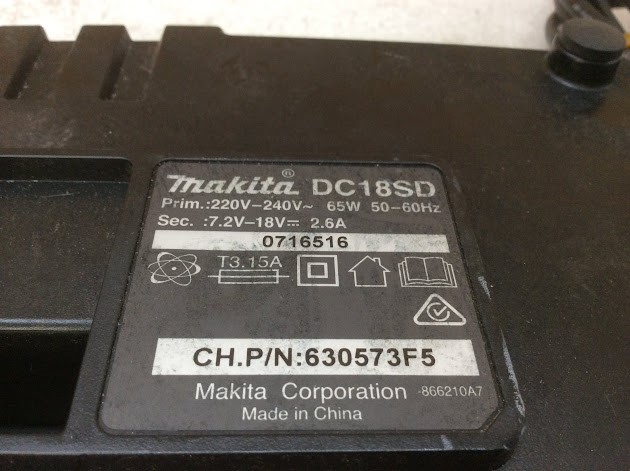 makita® DC18SD
Prim.:220V–240V~ 65W 50–60Hz
Sec. :7.2V–18V⎓ 2.6A
0716516
T3.15A
CH.P/N:630573F5
Makita Corporation -866210A7
Made in China